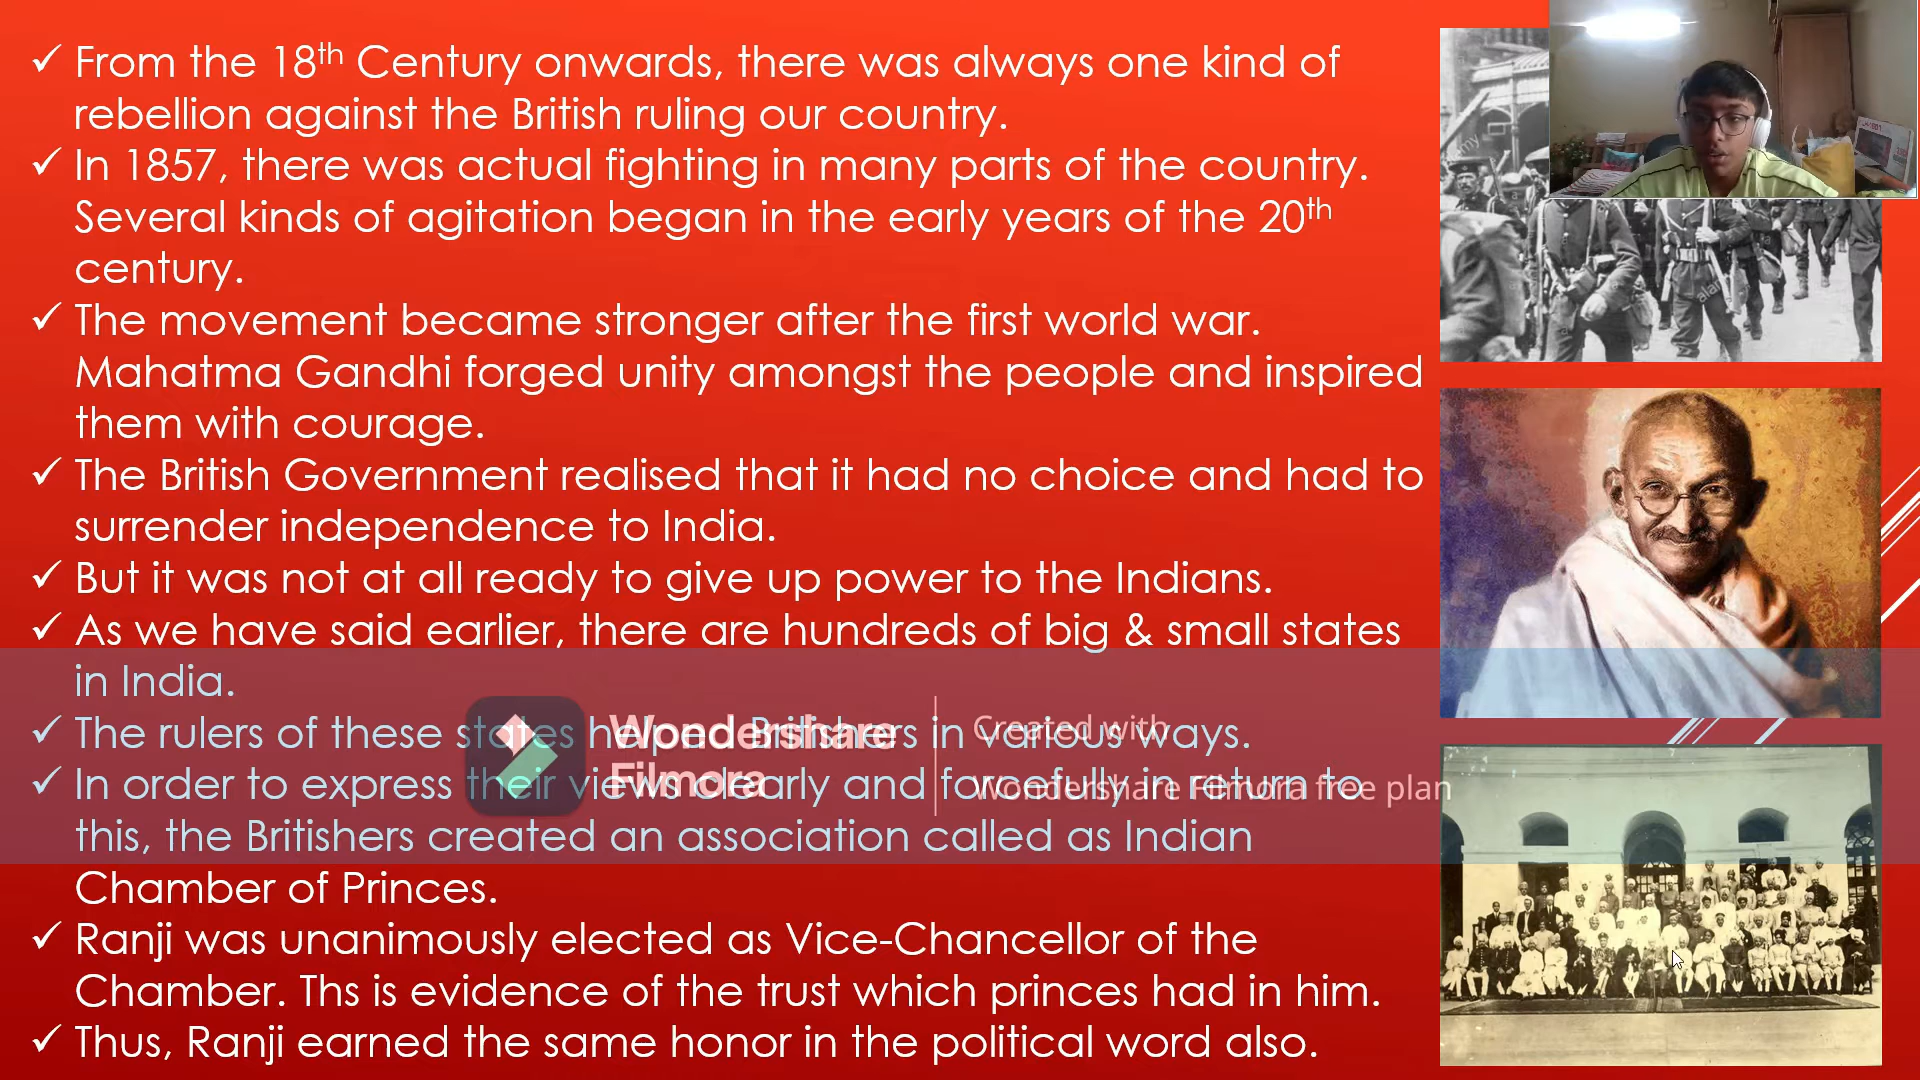 ✓ From the 18th Century onwards, there was always one kind of
rebellion against the British ruling our country.
✓ In 1857, there was actual fighting in many parts of the country.
Several kinds of agitation began in the early years of the 20th
century.
✓ The movement became stronger after the first world war.
Mahatma Gandhi forged unity amongst the people and inspired
them with courage.
✓ The British Government realised that it had no choice and had to
surrender independence to India.
✓ But it was not at all ready to give up power to the Indians.
✓ As we have said earlier, there are hundreds of big & small states
in India.
✓ The rulers of these states helped Britishers in various ways.
✓ In order to express their views clearly and forcefully in return to
this, the Britishers created an association called as Indian
Chamber of Princes.
✓ Ranji was unanimously elected as Vice-Chancellor of the
Chamber. Ths is evidence of the trust which princes had in him.
✓ Thus, Ranji earned the same honor in the political word also.
Wondershare
Filmora
Created with
Wondershare Filmora free plan